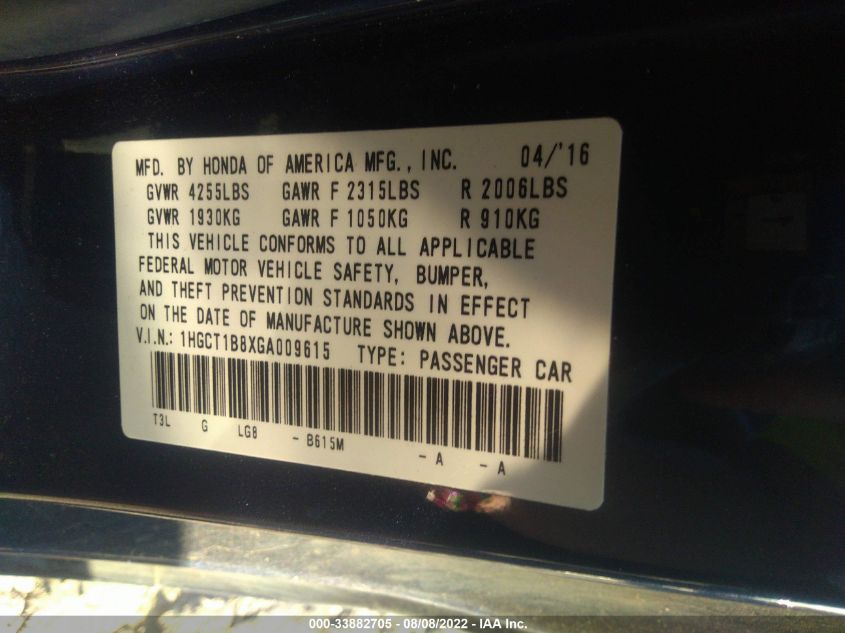 MFD. BY HONDA OF AMERICA MFG., INC. 04/'16
GVWR 4255LBS GAWR F 2315LBS R 2006LBS
GVWR 1930KG GAWR F 1050KG R 910KG
THIS VEHICLE CONFORMS TO ALL APPLICABLE
FEDERAL MOTOR VEHICLE SAFETY, BUMPER,
AND THEFT PREVENTION STANDARDS IN EFFECT
ON THE DATE OF MANUFACTURE SHOWN ABOVE.
V.I.N.: 1HGCT1B8XGA009615 TYPE: PASSENGER CAR
T3L G LG8 - B615M - A - A
000-33882705 - 08/08/2022 - IAA Inc.